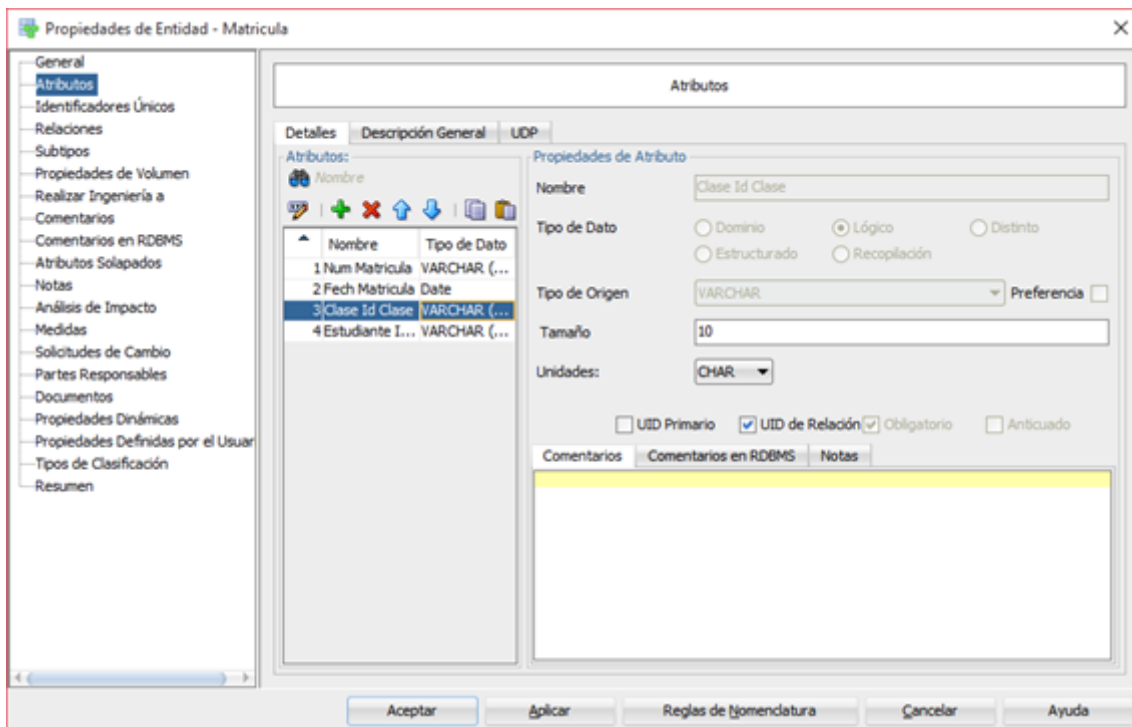 Propiedades de Entidad - Matricula
General
Atributos
Identificadores Únicos
Relaciones
Subtipos
Propiedades de Volumen
Realizar Ingeniería a
Comentarios
Comentarios en RDBMS
Atributos Solapados
Notas
Análisis de Impacto
Medidas
Solicitudes de Cambio
Partes Responsables
Documentos
Propiedades Dinámicas
Propiedades Definidas por el Usuar
Tipos de Clasificación
Resumen
Atributos
Detalles Descripción General UDP
Atributos:
Nombre
Nombre Tipo de Dato
1 Num Matricula VARCHAR (...
2 Fech Matricula Date
3 Clase Id Clase VARCHAR (...
4 Estudiante I... VARCHAR (...
Propiedades de Atributo
Nombre Clase Id Clase
Tipo de Dato Dominio Lógico Distinto
Estructurado Recopilación
Tipo de Origen VARCHAR Preferencia
Tamaño 10
Unidades: CHAR
UID Primario UID de Relación Obligatorio Anticuado
Comentarios Comentarios en RDBMS Notas
Aceptar Aplicar Reglas de Nomenclatura Cancelar Ayuda